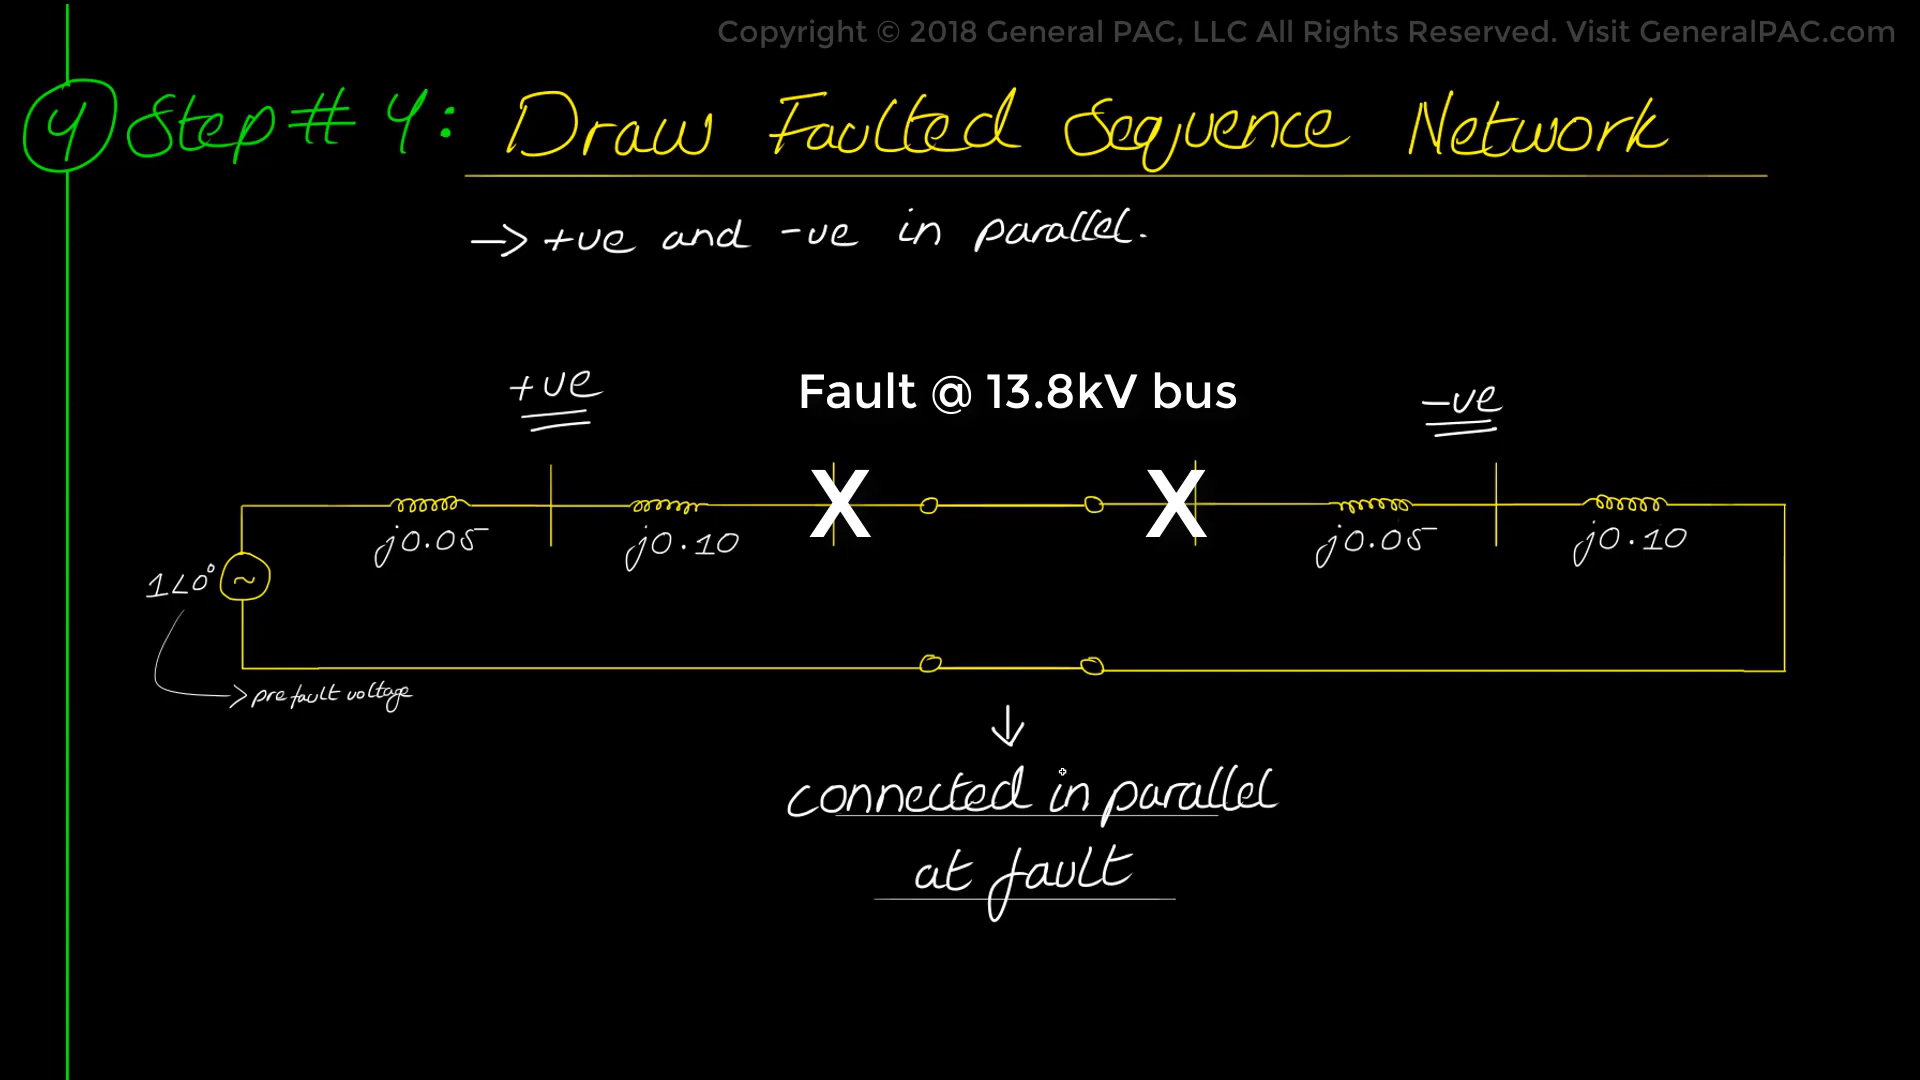 Copyright © 2018 General PAC, LLC All Rights Reserved. Visit GeneralPAC.com
4 Step # 4: Draw Faulted Sequence Network
→ +ve and -ve in parallel.
+ve Fault @ 13.8kV bus -ve
X X
j0.05 j0.10 j0.05 j0.10
1∠0° ~
> prefault voltage
↓
connected in parallel
at fault